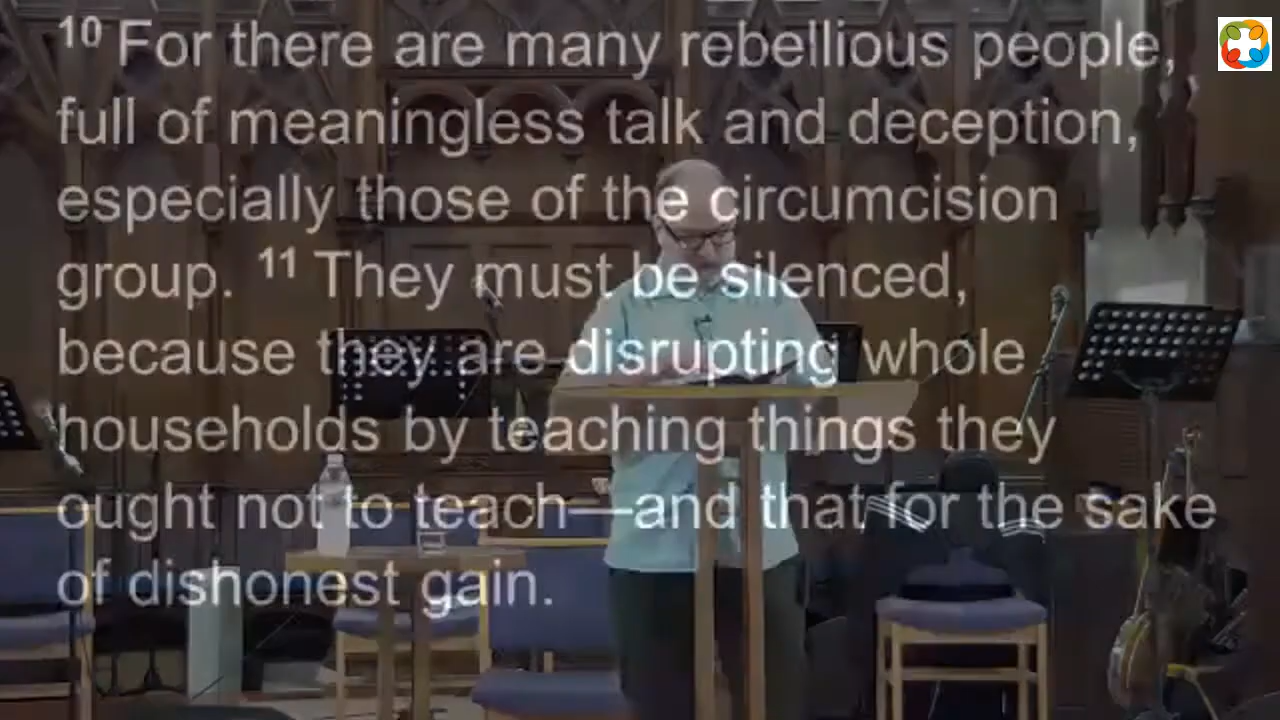 10 For there are many rebellious people,
full of meaningless talk and deception,
especially those of the circumcision
group. 11 They must be silenced,
because they are disrupting whole
households by teaching things they
ought not to teach—and that for the sake
of dishonest gain.